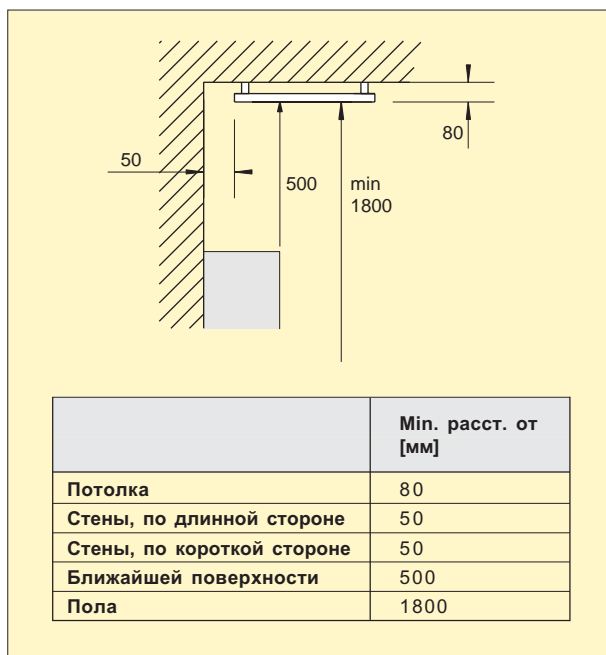 80
50
500
min
1800
Min. расст. от
[мм]
Потолка 80
Стены, по длинной стороне 50
Стены, по короткой стороне 50
Ближайшей поверхности 500
Пола 1800